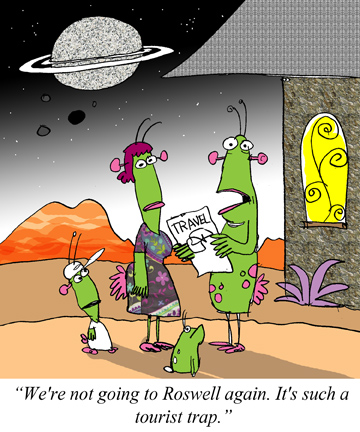 TRAVEL
“We're not going to Roswell again. It's such a
tourist trap.”